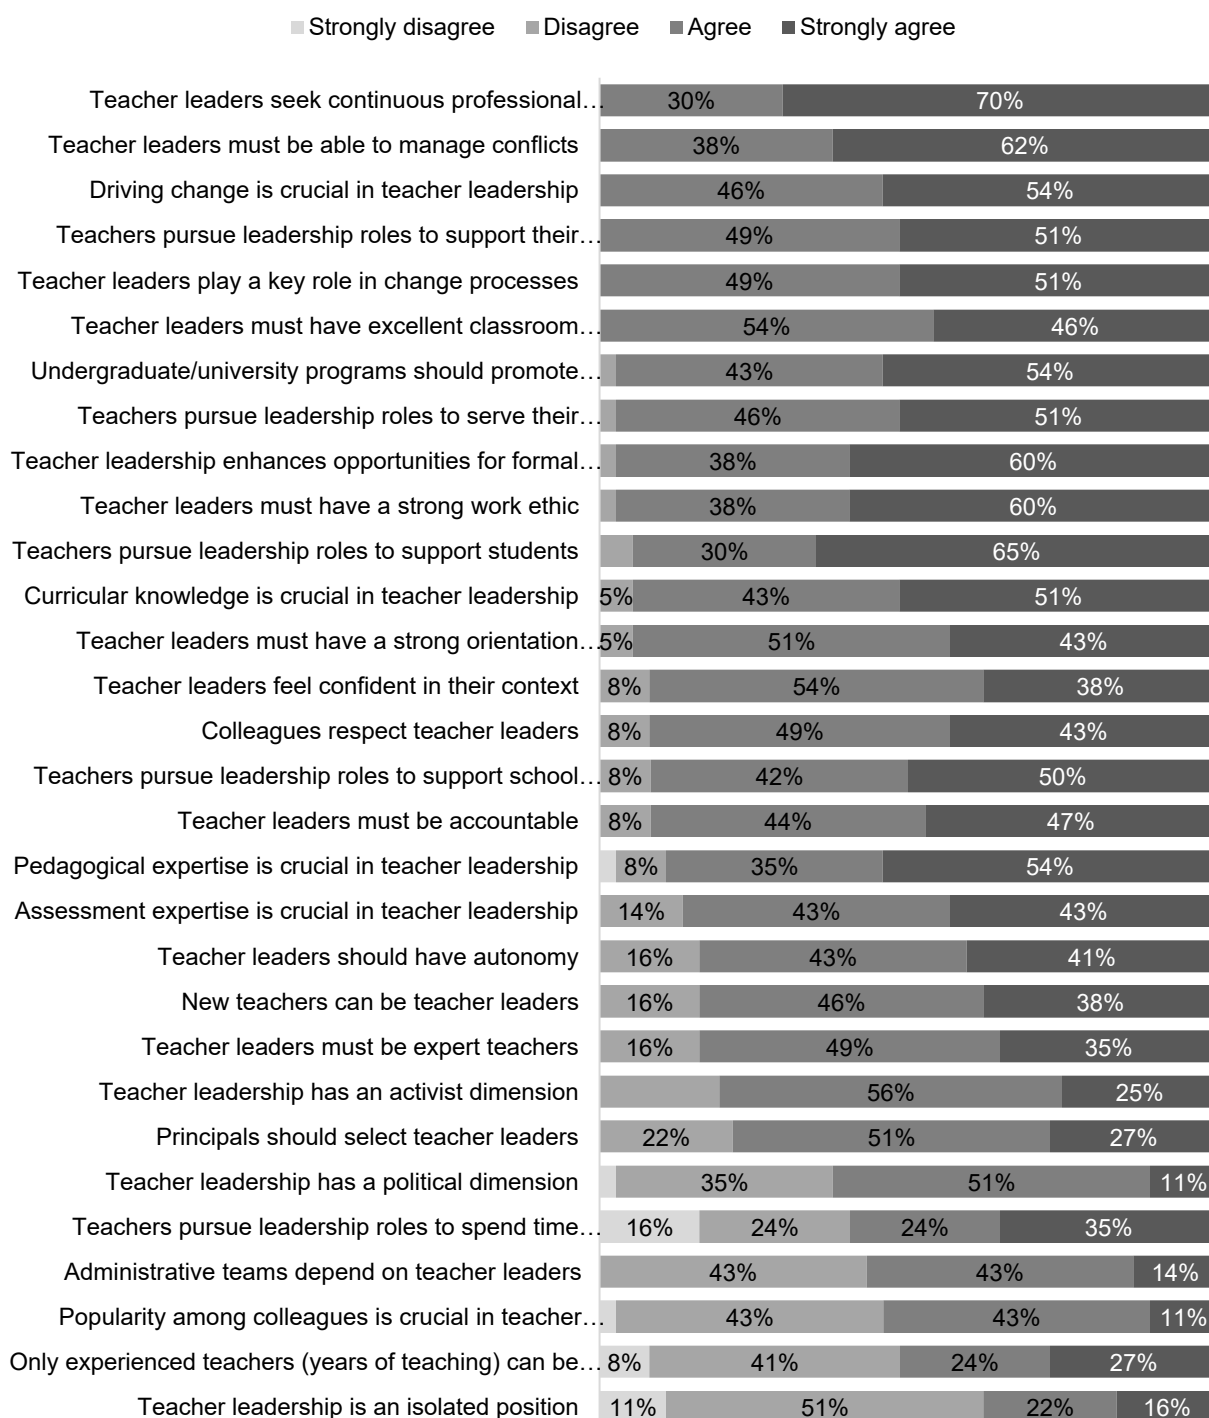 Strongly disagree Disagree Agree Strongly agree
Teacher leaders seek continuous professional… 30% 70%
Teacher leaders must be able to manage conflicts 38% 62%
Driving change is crucial in teacher leadership 46% 54%
Teachers pursue leadership roles to support their… 49% 51%
Teacher leaders play a key role in change processes 49% 51%
Teacher leaders must have excellent classroom… 54% 46%
Undergraduate/university programs should promote… 43% 54%
Teachers pursue leadership roles to serve their… 46% 51%
Teacher leadership enhances opportunities for formal… 38% 60%
Teacher leaders must have a strong work ethic 38% 60%
Teachers pursue leadership roles to support students 30% 65%
Curricular knowledge is crucial in teacher leadership 5% 43% 51%
Teacher leaders must have a strong orientation… 5% 51% 43%
Teacher leaders feel confident in their context 8% 54% 38%
Colleagues respect teacher leaders 8% 49% 43%
Teachers pursue leadership roles to support school… 8% 42% 50%
Teacher leaders must be accountable 8% 44% 47%
Pedagogical expertise is crucial in teacher leadership 8% 35% 54%
Assessment expertise is crucial in teacher leadership 14% 43% 43%
Teacher leaders should have autonomy 16% 43% 41%
New teachers can be teacher leaders 16% 46% 38%
Teacher leaders must be expert teachers 16% 49% 35%
Teacher leadership has an activist dimension 56% 25%
Principals should select teacher leaders 22% 51% 27%
Teacher leadership has a political dimension 35% 51% 11%
Teachers pursue leadership roles to spend time… 16% 24% 24% 35%
Administrative teams depend on teacher leaders 43% 43% 14%
Popularity among colleagues is crucial in teacher… 43% 43% 11%
Only experienced teachers (years of teaching) can be… 8% 41% 24% 27%
Teacher leadership is an isolated position 11% 51% 22% 16%